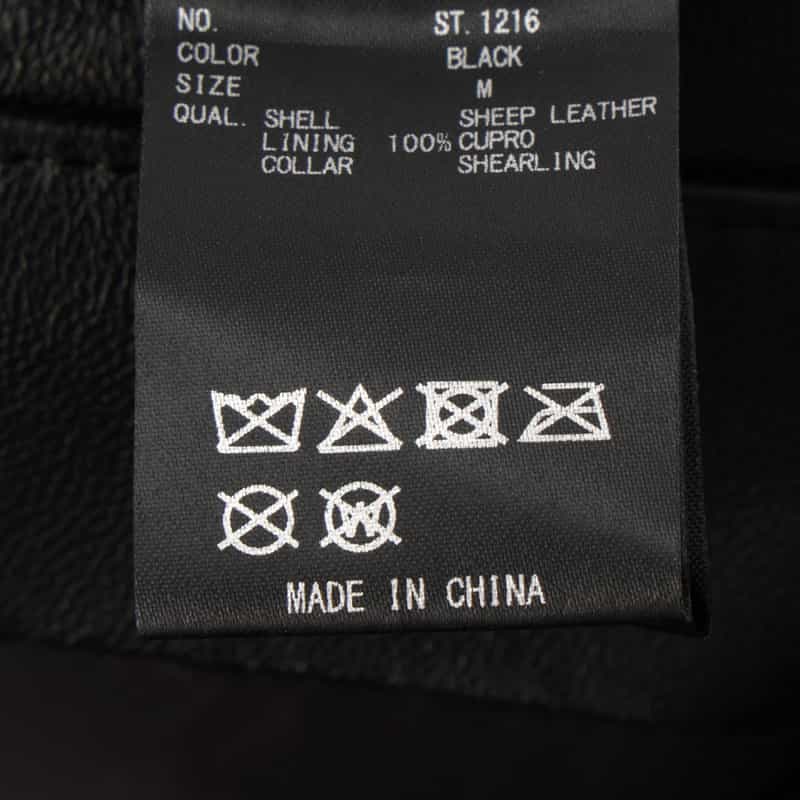 NO. ST. 1216
COLOR BLACK
SIZE M
QUAL. SHELL SHEEP LEATHER
LINING 100% CUPRO
COLLAR SHEARLING
W
MADE IN CHINA